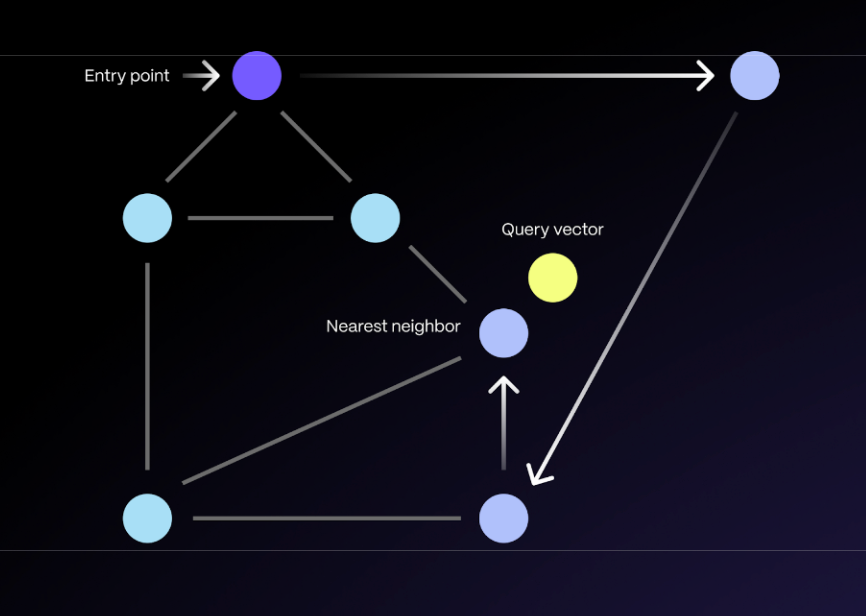 Entry point
Query vector
Nearest neighbor